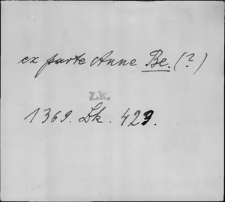 ex parte Anne Be. (?)
Z.K.
1369. Lk. 429.